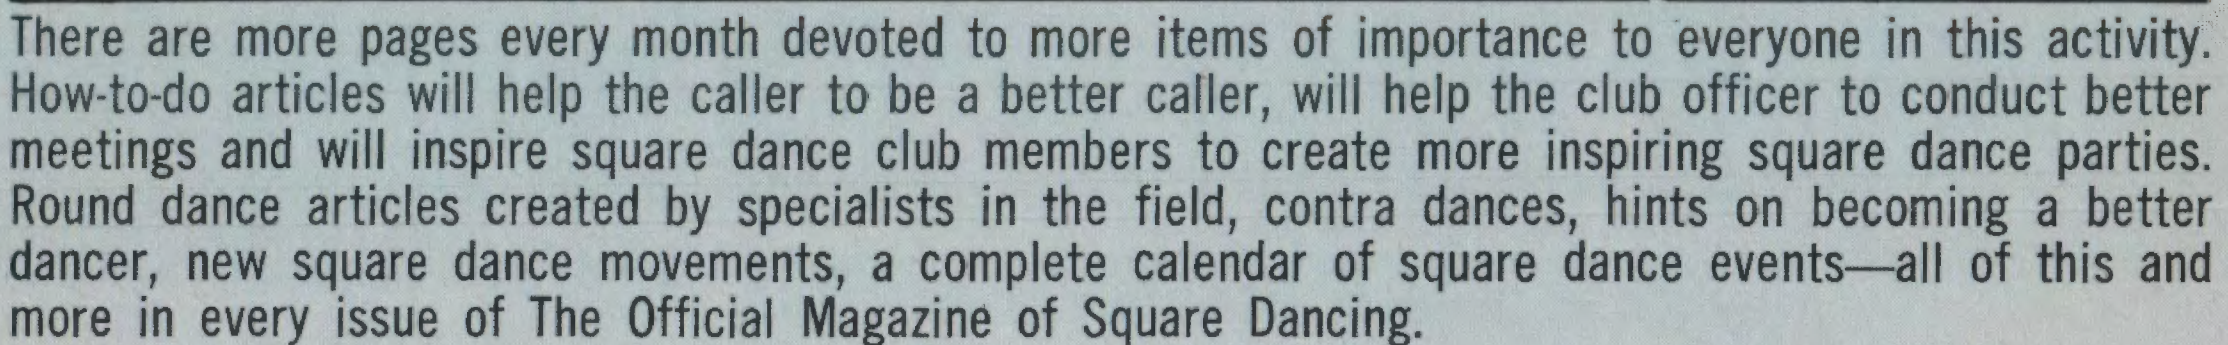 There are more pages every month devoted to more items of importance to everyone in this activity.
How-to-do articles will help the caller to be a better caller, will help the club officer to conduct better
meetings and will inspire square dance club members to create more inspiring square dance parties.
Round dance articles created by specialists in the field, contra dances, hints on becoming a better
dancer, new square dance movements, a complete calendar of square dance events—all of this and
more in every issue of The Official Magazine of Square Dancing.